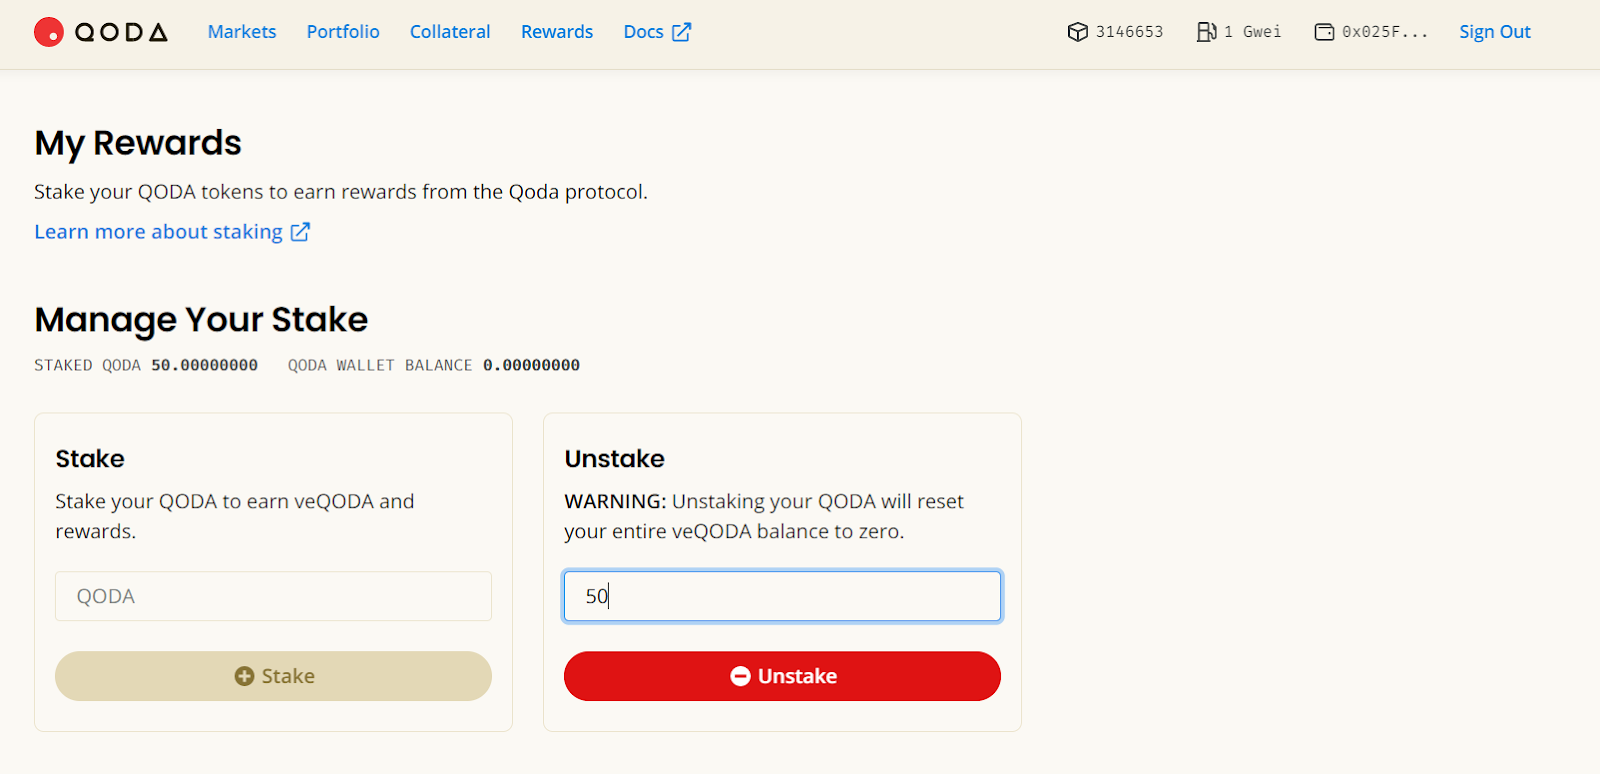 QODA Markets Portfolio Collateral Rewards Docs 3146653 1 Gwei 0x025F... Sign Out
My Rewards
Stake your QODA tokens to earn rewards from the Qoda protocol.
Learn more about staking
Manage Your Stake
STAKED QODA 50.00000000 QODA WALLET BALANCE 0.00000000
Stake
Stake your QODA to earn veQODA and
rewards.
QODA
Stake
Unstake
WARNING: Unstaking your QODA will reset
your entire veQODA balance to zero.
50
Unstake